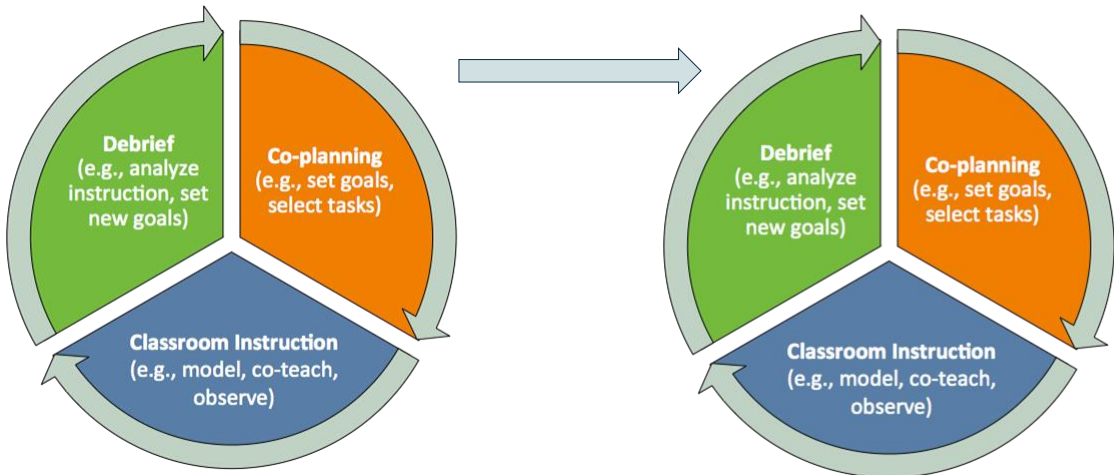 Debrief
(e.g., analyze
instruction, set
new goals)
Co-planning
(e.g., set goals,
select tasks)
Classroom Instruction
(e.g., model, co-teach,
observe)
Debrief
(e.g., analyze
instruction, set
new goals)
Co-planning
(e.g., set goals,
select tasks)
Classroom Instruction
(e.g., model, co-teach,
observe)